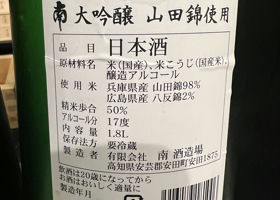 南 大吟醸 山田錦使用
品目 日本酒
原材料名 米(国産)、米こうじ(国産米)、
醸造アルコール
使用米 兵庫県産 山田錦98%
広島県産 八反錦2%
精米歩合 50%
アルコール分 17度
内容量 1.8L
保存方法 要冷蔵
製造者 有限会社 南 酒造場
高知県安芸郡安田町安田1875
飲酒は20歳になってから
お酒はおいしく適量に
製造年月